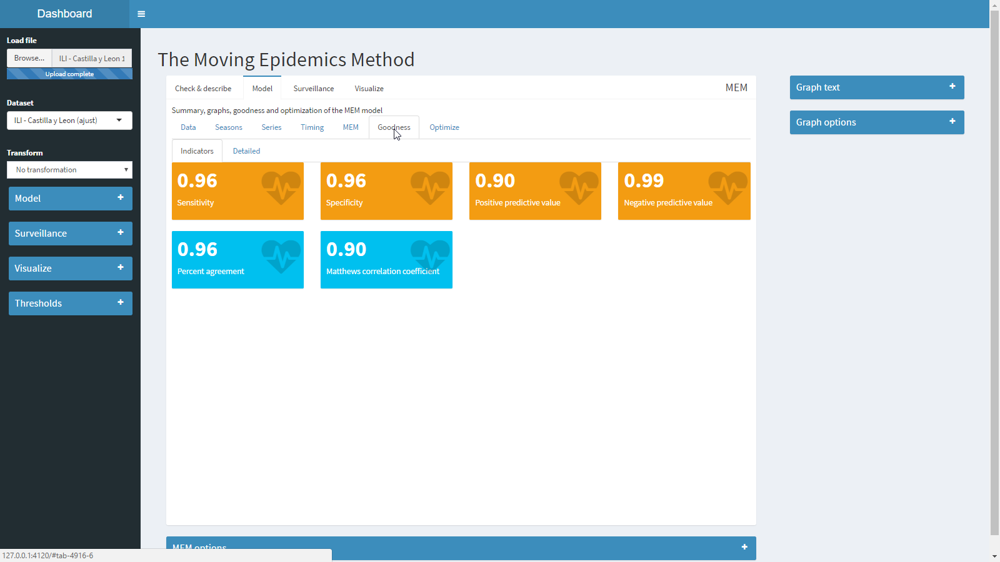 Dashboard
Load file
Browse... ILI - Castilla y Leon 1
Upload complete
Dataset
ILI - Castilla y Leon (ajust)
Transform
No transformation
Model
Surveillance
Visualize
Thresholds
The Moving Epidemics Method
Check & describe Model Surveillance Visualize MEM
Summary, graphs, goodness and optimization of the MEM model
Data Seasons Series Timing MEM Goodness Optimize
Indicators Detailed
0.96
Sensitivity
0.96
Specificity
0.90
Positive predictive value
0.99
Negative predictive value
0.96
Percent agreement
0.90
Matthews correlation coefficient
MEM options
Graph text
Graph options
127.0.0.1:4120/#tab-4916-6